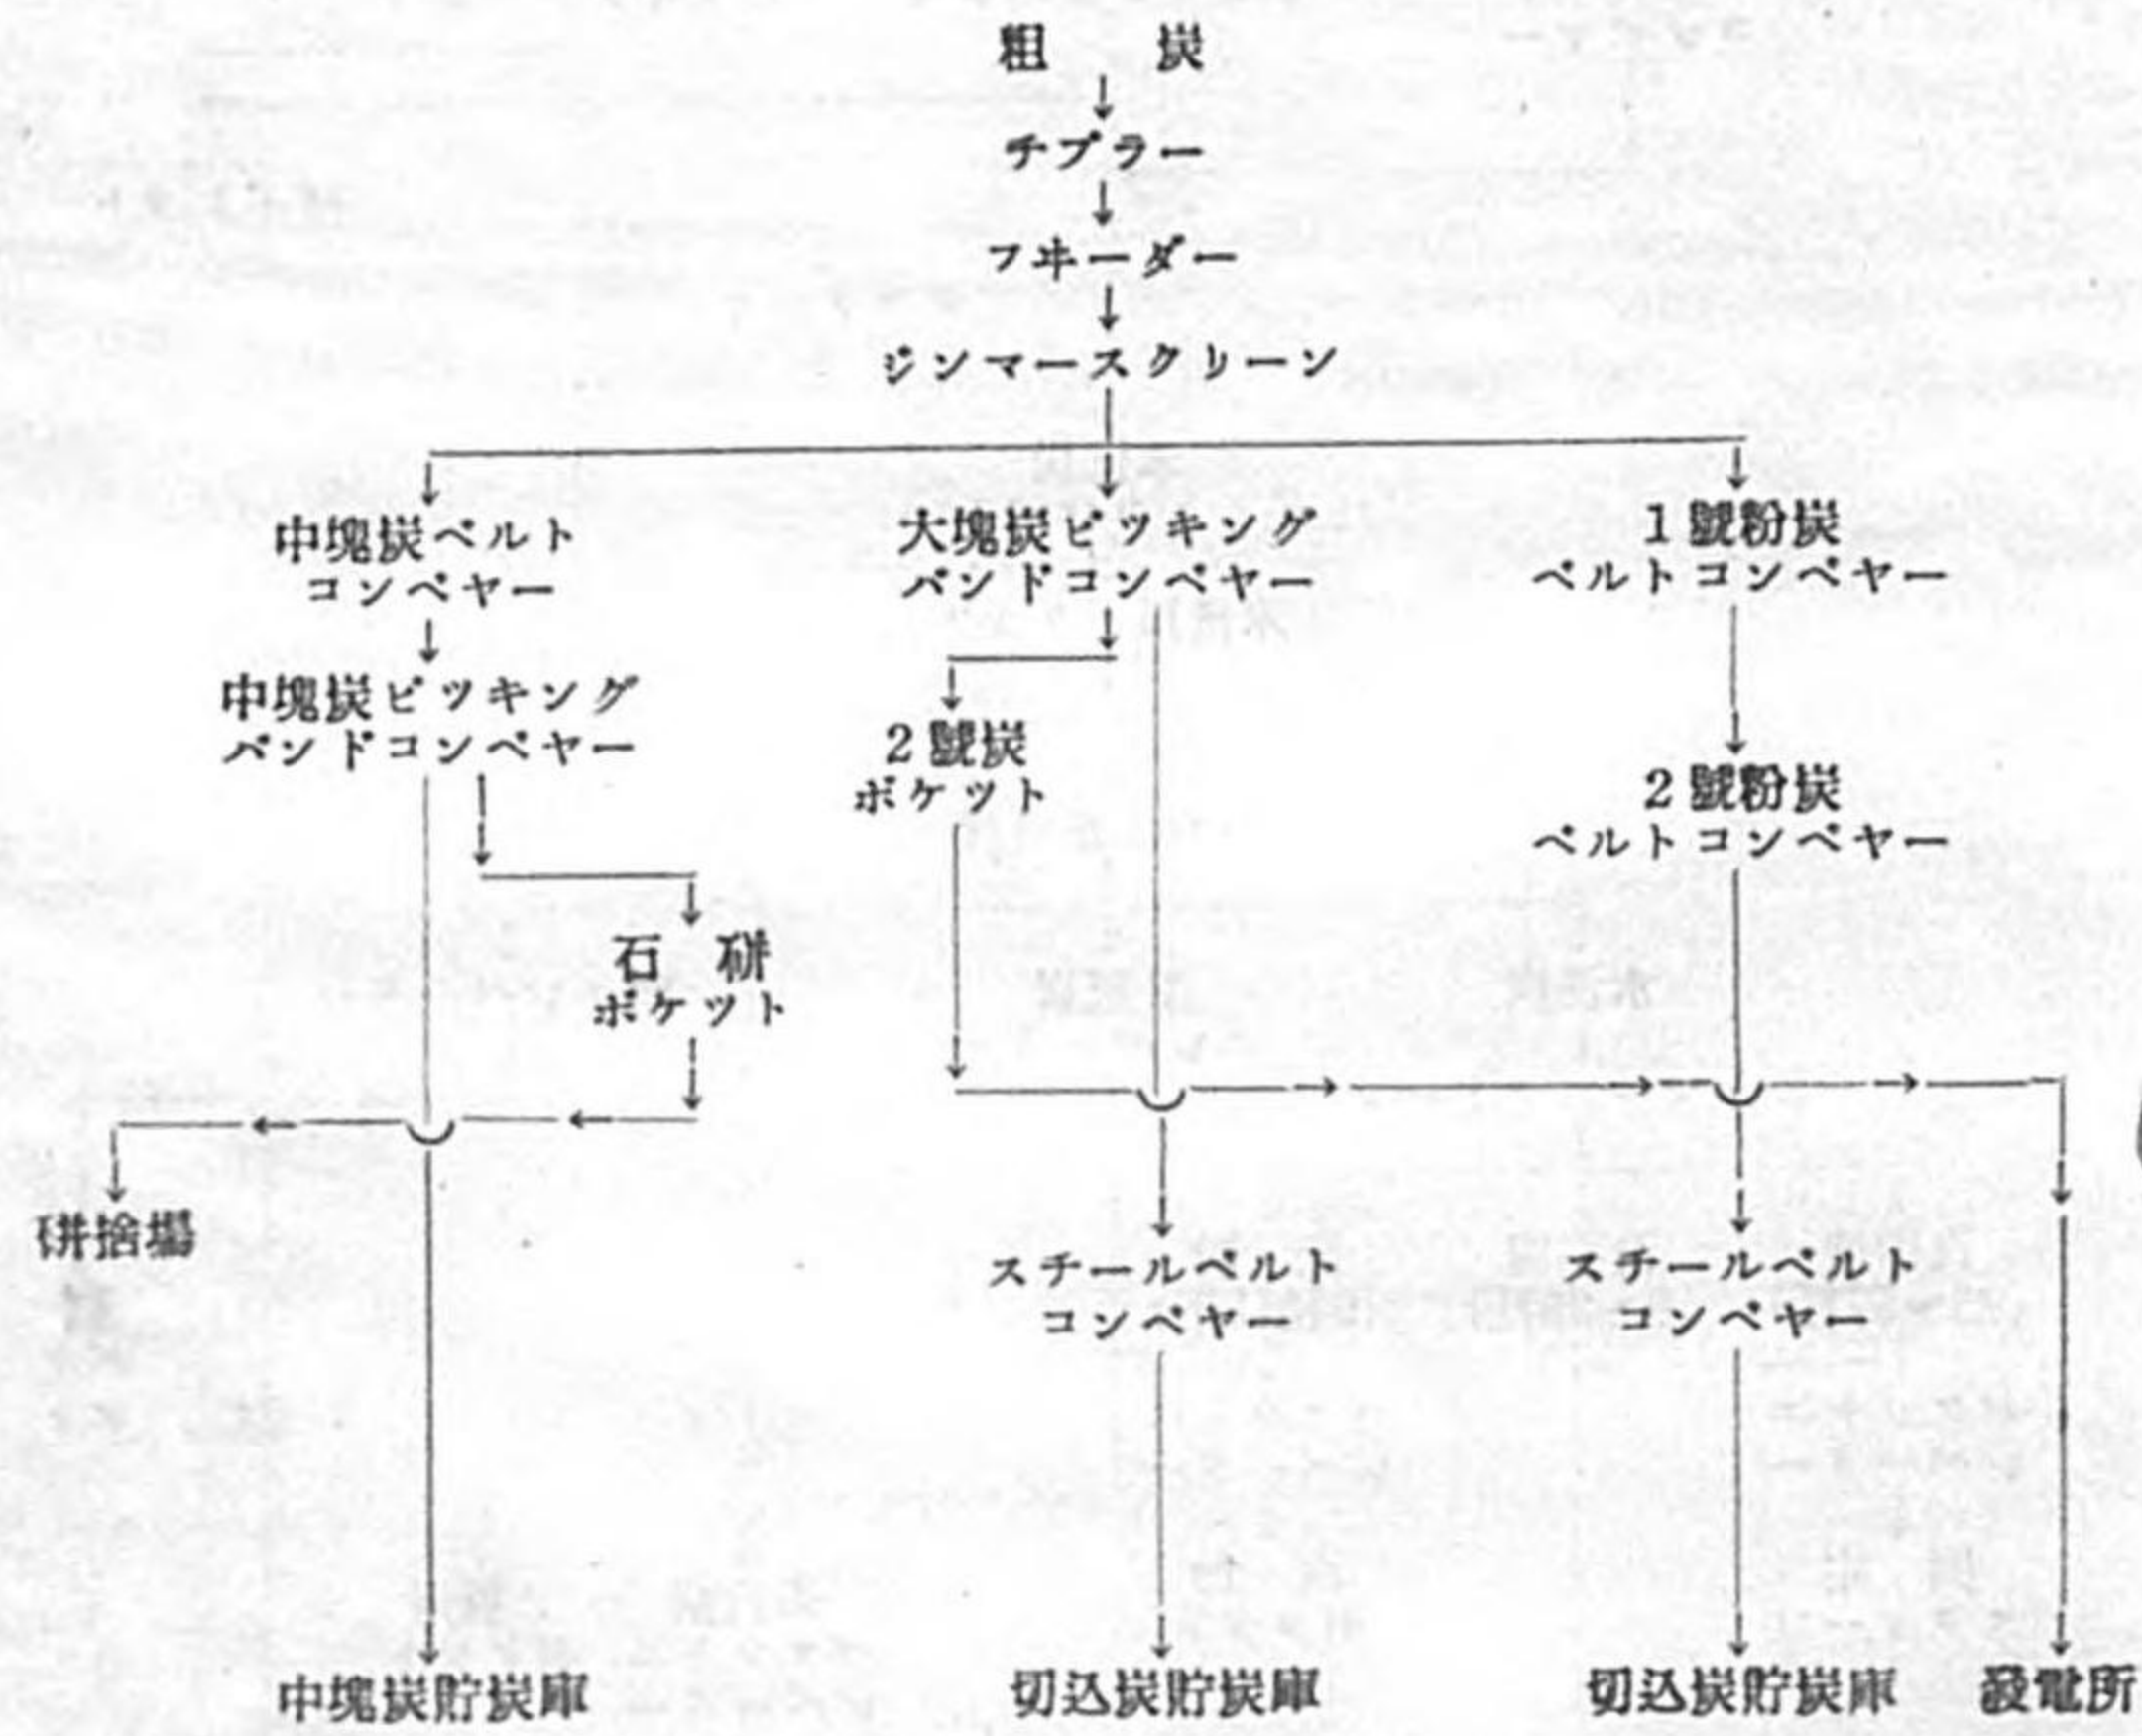 粗炭
チプラー
フヰーダー
ジンマースクリーン
中塊炭ベルト
コンベヤー
大塊炭ピツキング
バンドコンベヤー
1號粉炭
ベルトコンベヤー
中塊炭ピツキング
バンドコンベヤー
2號炭
ポケツト
2號粉炭
ベルトコンベヤー
石硑
ポケツト
硑捨場
スチールベルト
コンベヤー
スチールベルト
コンベヤー
中塊炭貯炭庫
切込炭貯炭庫
切込炭貯炭庫
發電所